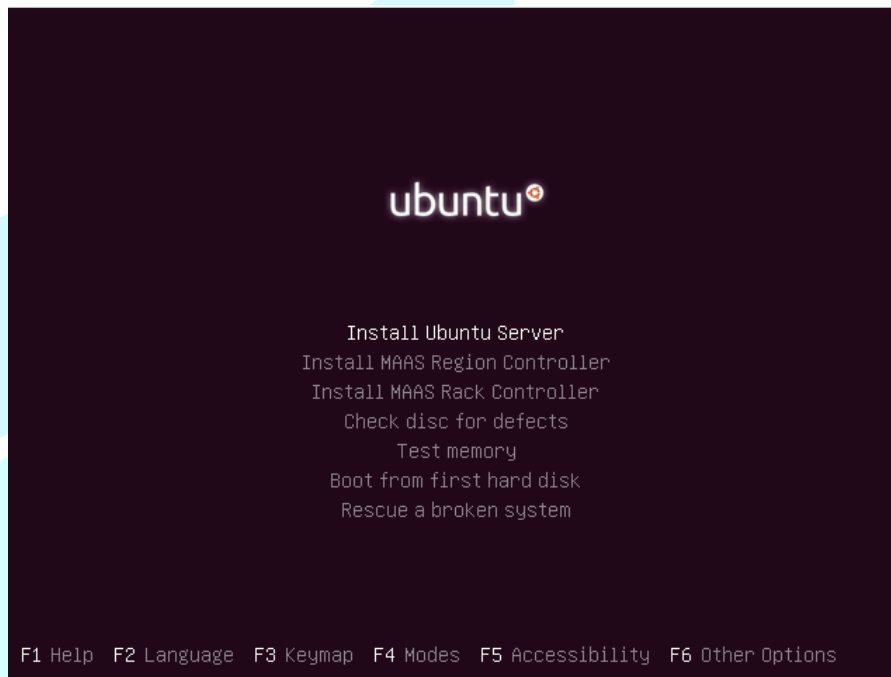 ubuntu
Install Ubuntu Server
Install MAAS Region Controller
Install MAAS Rack Controller
Check disc for defects
Test memory
Boot from first hard disk
Rescue a broken system
F1 Help F2 Language F3 Keymap F4 Modes F5 Accessibility F6 Other Options